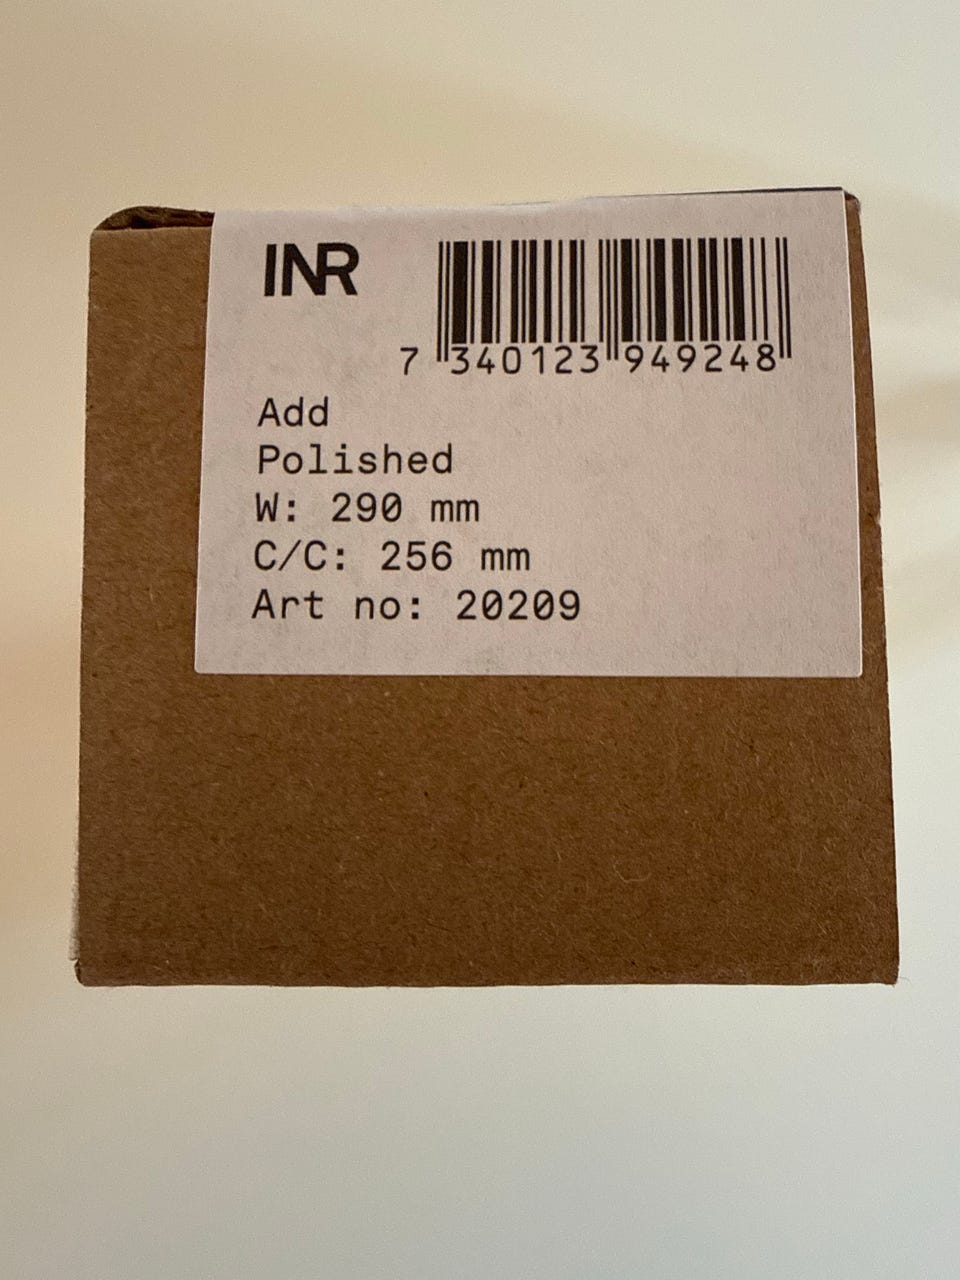 INR
7 340123 949248
Add
Polished
W: 290 mm
C/C: 256 mm
Art no: 20209